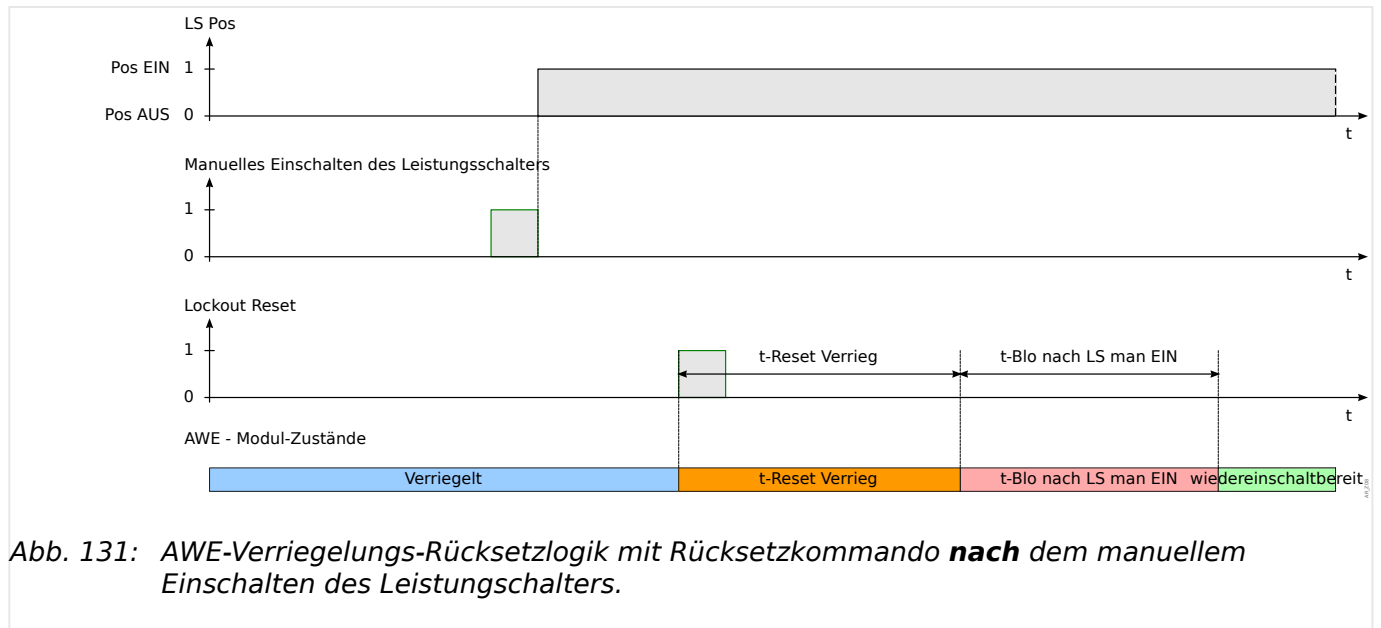 LS Pos
Pos EIN 1
Pos AUS 0
t
Manuelles Einschalten des Leistungsschalters
1
0
t
Lockout Reset
1 t-Reset Verrieg t-Blo nach LS man EIN
0
t
AWE - Modul-Zustände
Verriegelt t-Reset Verrieg t-Blo nach LS man EIN wiedereinschaltbereit
Abb. 131: AWE-Verriegelungs-Rücksetzlogik mit Rücksetzkommando nach dem manuellem
Einschalten des Leistungschalters.